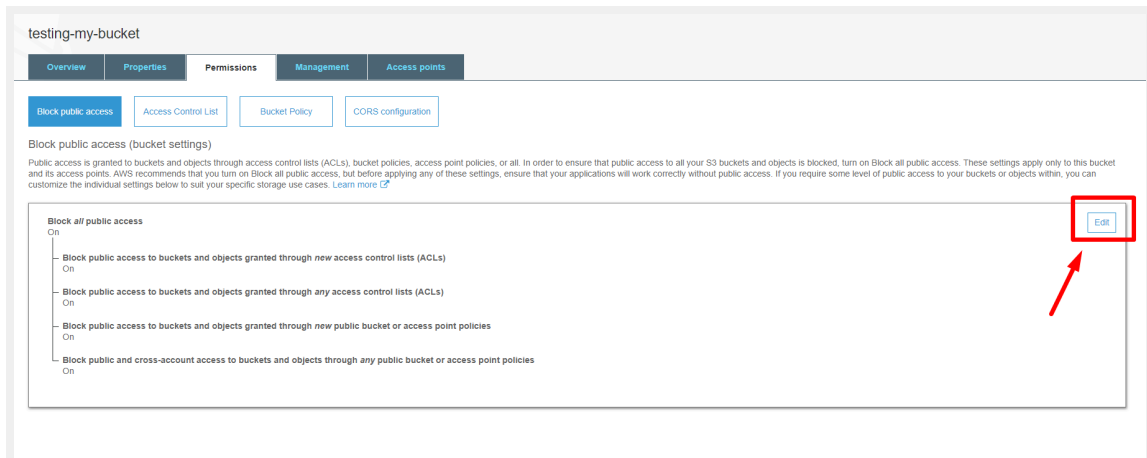 testing-my-bucket
Overview Properties Permissions Management Access points
Block public access Access Control List Bucket Policy CORS configuration
Block public access (bucket settings)
Public access is granted to buckets and objects through access control lists (ACLs), bucket policies, access point policies, or all. In order to ensure that public access to all your S3 buckets and objects is blocked, turn on Block all public access. These settings apply only to this bucket
and its access points. AWS recommends that you turn on Block all public access, but before applying any of these settings, ensure that your applications will work correctly without public access. If you require some level of public access to your buckets or objects within, you can
customize the individual settings below to suit your specific storage use cases. Learn more
Block all public access
On
Edit
Block public access to buckets and objects granted through new access control lists (ACLs)
On
Block public access to buckets and objects granted through any access control lists (ACLs)
On
Block public access to buckets and objects granted through new public bucket or access point policies
On
Block public and cross-account access to buckets and objects through any public bucket or access point policies
On